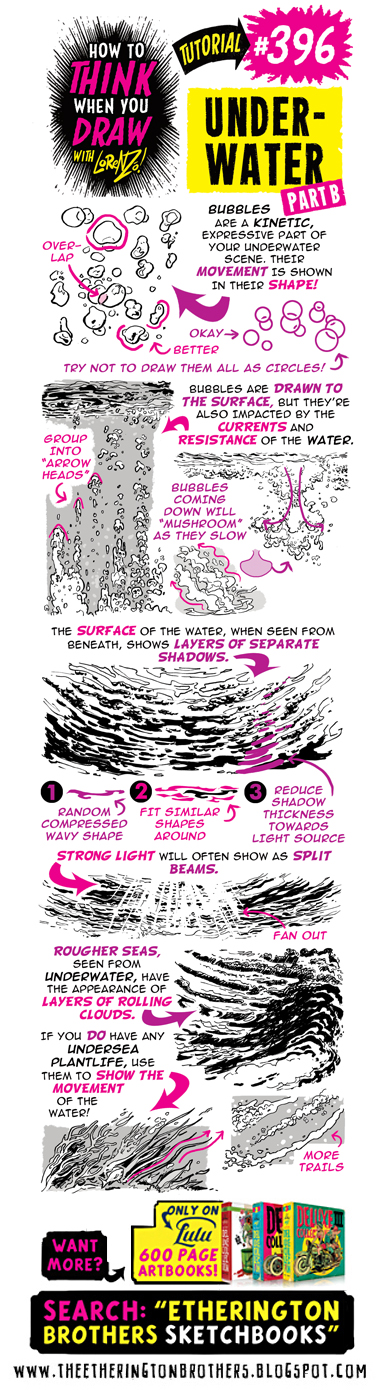 HOW TO
THINK
WHEN YOU
DRAW
WITH LORENZO!
TUTORIAL
#396
UNDER-
WATER
PART B
BUBBLES
ARE A KINETIC,
EXPRESSIVE PART OF
YOUR UNDERWATER
SCENE. THEIR
MOVEMENT IS SHOWN
IN THEIR SHAPE!
OVER-
LAP
OKAY
BETTER
TRY NOT TO DRAW THEM ALL AS CIRCLES!
BUBBLES ARE DRAWN TO
THE SURFACE, BUT THEY'RE
ALSO IMPACTED BY THE
CURRENTS AND
RESISTANCE OF THE WATER.
GROUP
INTO
"ARROW
HEADS"
BUBBLES
COMING
DOWN WILL
"MUSHROOM"
AS THEY SLOW
THE SURFACE OF THE WATER, WHEN SEEN FROM
BENEATH, SHOWS LAYERS OF SEPARATE
SHADOWS.
1
RANDOM
COMPRESSED
WAVY SHAPE
2
FIT SIMILAR
SHAPES
AROUND
3
REDUCE
SHADOW
THICKNESS
TOWARDS
LIGHT SOURCE
STRONG LIGHT WILL OFTEN SHOW AS SPLIT
BEAMS.
FAN OUT
ROUGHER SEAS,
SEEN FROM
UNDERWATER, HAVE
THE APPEARANCE OF
LAYERS OF ROLLING
CLOUDS.
IF YOU DO HAVE ANY
UNDERSEA
PLANTLIFE, USE
THEM TO SHOW THE
MOVEMENT
OF THE
WATER!
MORE
TRAILS
WANT
MORE?
ONLY ON
Lulu
600 PAGE
ARTBOOKS!
SEARCH: "ETHERINGTON
BROTHERS SKETCHBOOKS"
WWW.THEETHERINGTONBROTHERS.BLOGSPOT.COM